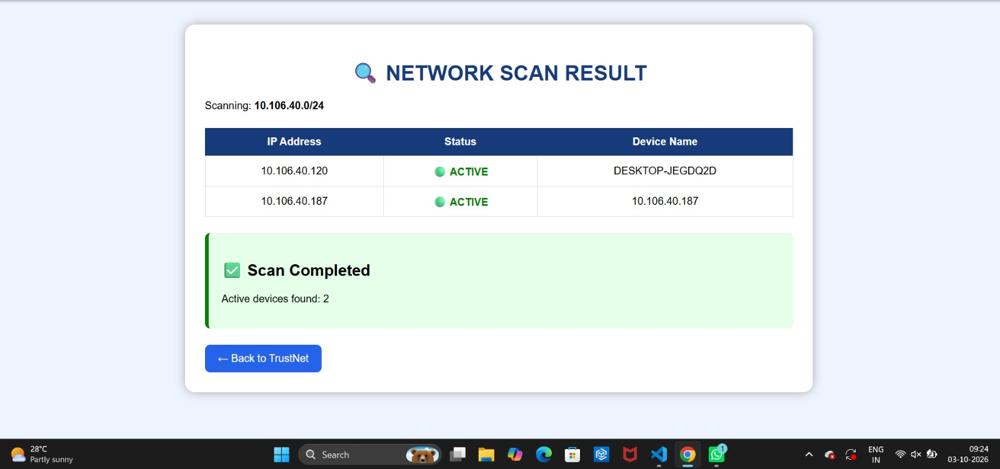 NETWORK SCAN RESULT
Scanning: 10.106.40.0/24
IP Address Status Device Name
10.106.40.120 ACTIVE DESKTOP-JEGDQ2D
10.106.40.187 ACTIVE 10.106.40.187
Scan Completed
Active devices found: 2
← Back to TrustNet
28°C
Partly sunny
Search
1
ENG
IN
09:24
03-10-2026